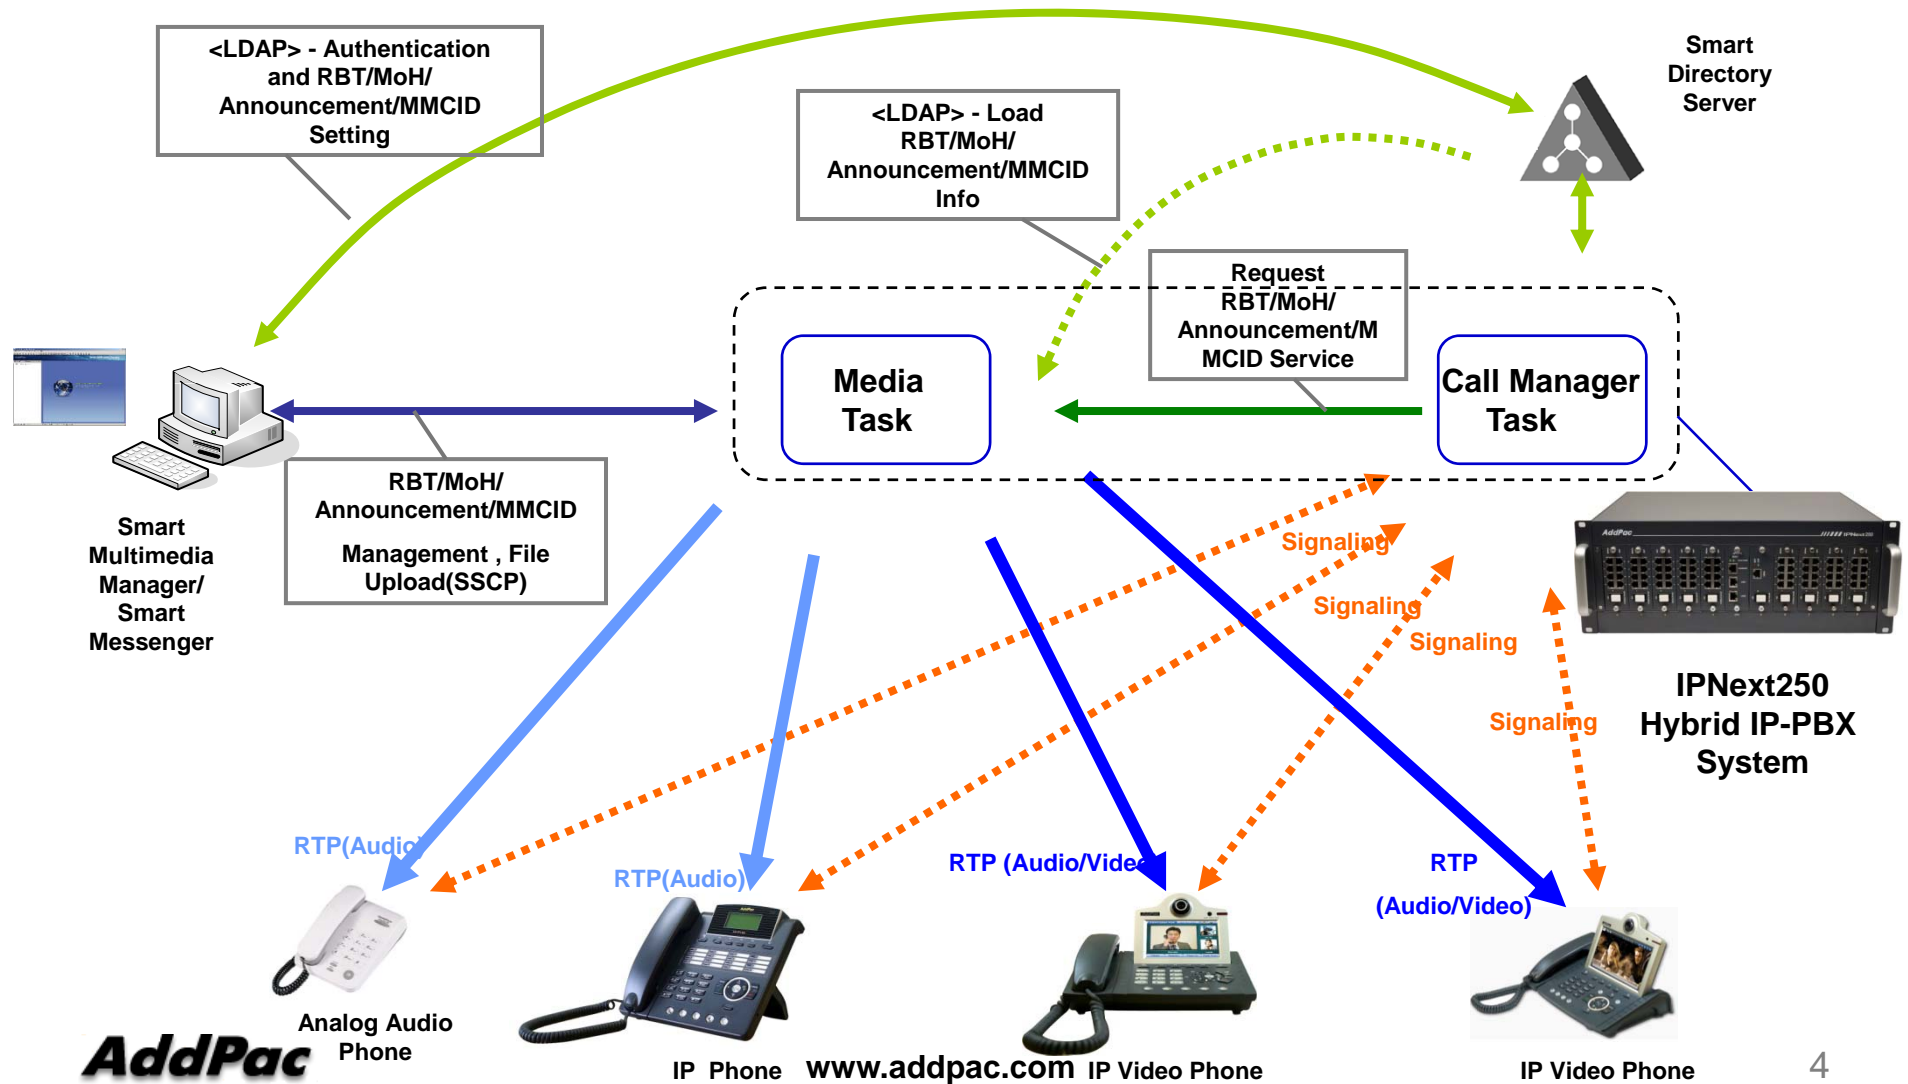 <LDAP> - Authentication
and RBT/MoH/
Announcement/MMCID
Setting
<LDAP> - Load
RBT/MoH/
Announcement/MMCID
Info
Smart
Directory
Server
Request
RBT/MoH/
Announcement/M
MCID Service
Media
Task
Call Manager
Task
RBT/MoH/
Announcement/MMCID
Management , File
Upload(SSCP)
Smart
Multimedia
Manager/
Smart
Messenger
Signaling
Signaling
Signaling
Signaling
AddPac
IPNext250
Hybrid IP-PBX
System
RTP(Audio)
RTP(Audio)
RTP (Audio/Video)
RTP
(Audio/Video)
Analog Audio
Phone
IP Phone
IP Video Phone
IP Video Phone
AddPac
www.addpac.com
4